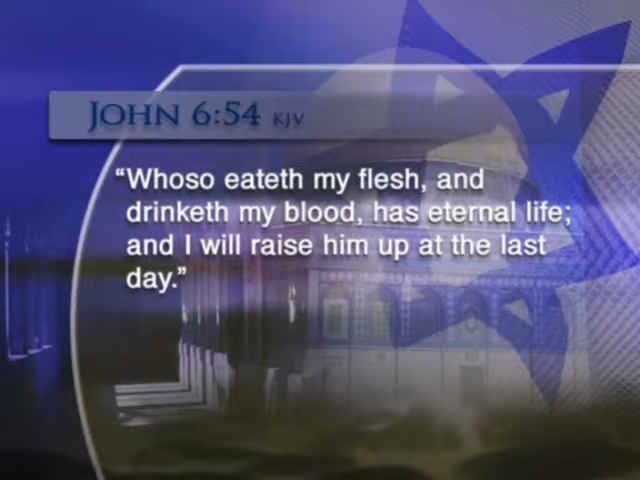 John 6:54 KJV
“Whoso eateth my flesh, and
drinketh my blood, has eternal life;
and I will raise him up at the last
day.”